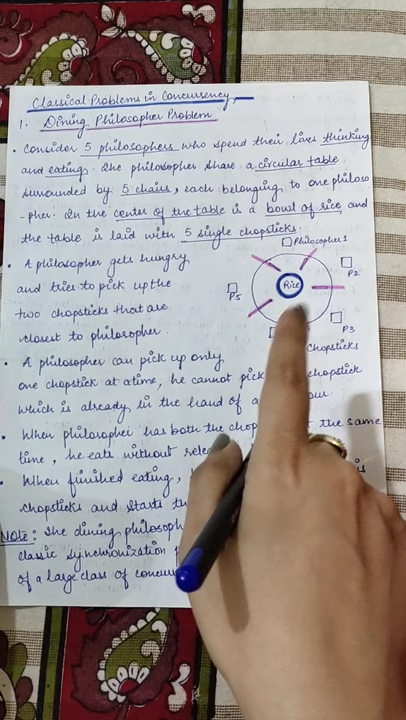 Classical Problems in Concurrency
1. Dining Philosopher Problem
• Consider 5 philosophers who spend their lives thinking
and eating. The philosopher share a circular table
surrounded by 5 chairs, each belonging to one philoso
-pher. In the center of the table is a bowl of rice, and
the table is laid with 5 single chopsticks.
Philosopher 1
• A philosopher gets hungry
P2
and tries to pick up the
Rice
two chopsticks that are
P5
closest to philosopher.
P3
Chopsticks
• A philosopher can pick up only
one chopstick at a time, he cannot pick chopstick
which is already in the hand of a
• When philosopher has both the the same
time, he eats without
• When finished eating,
chopsticks and starts
Note: The dining
classic synchronization
of a large class of